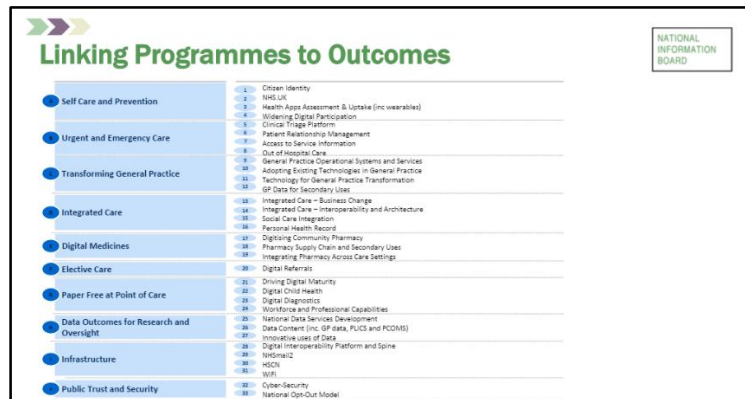 Linking Programmes to Outcomes
NATIONAL
INFORMATION
BOARD
Self Care and Prevention
1 Citizen Identity
2 NHS.UK
3 Health Apps Assessment & Uptake (inc wearables)
4 Widening Digital Participation
Urgent and Emergency Care
5 Clinical Triage Platform
6 Patient Relationship Management
7 Access to Service Information
8 Out of Hospital Care
Transforming General Practice
9 General Practice Operational Systems and Services
10 Adopting Existing Technologies in General Practice
11 Technology for General Practice Transformation
12 GP Data for Secondary Uses
Integrated Care
13 Integrated Care – Business Change
14 Integrated Care – Interoperability and Architecture
15 Social Care Integration
16 Personal Health Record
Digital Medicines
17 Digitising Community Pharmacy
18 Pharmacy Supply Chain and Secondary Uses
19 Integrating Pharmacy Across Care Settings
Elective Care
20 Digital Referrals
Paper Free at Point of Care
21 Driving Digital Maturity
22 Digital Child Health
23 Digital Diagnostics
24 Workforce and Professional Capabilities
Data Outcomes for Research and
Oversight
25 National Data Services Development
26 Data Content (inc. GP data, PLICS and PCOMS)
27 Innovative uses of Data
Infrastructure
28 Digital Interoperability Platform and Spine
29 NHSmail2
30 HSCN
31 WiFi
Public Trust and Security
32 Cyber-Security
33 National Opt-Out Model